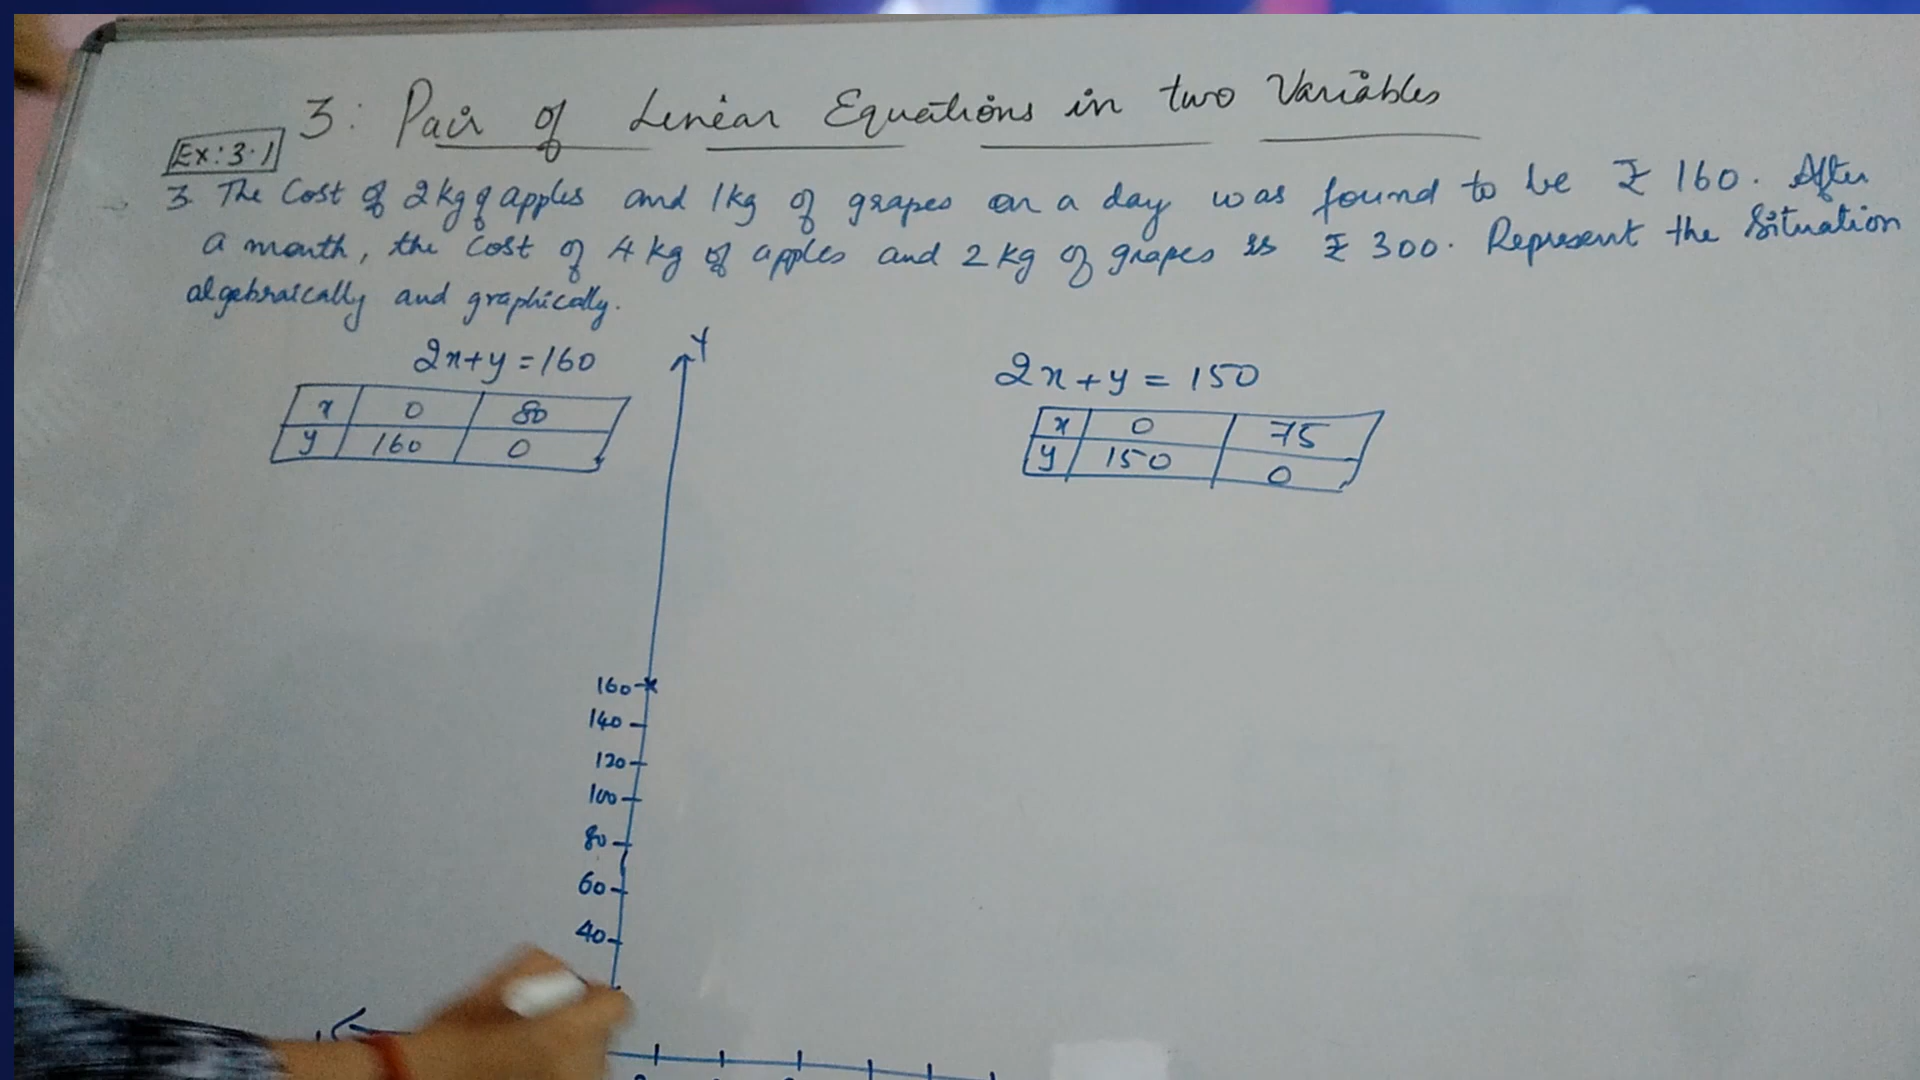 3: Pair of Linear Equations in two Variables
Ex: 3.1
3. The Cost of 2kg of apples and 1kg of grapes on a day was found to be ₹ 160. After
a month, the cost of 4 kg of apples and 2 kg of grapes is ₹ 300. Represent the Situation
algebraically and graphically.
2x+y=160
x 0 80
y 160 0
Y
2x+y = 150
x 0 75
y 150 0
160
140
120
100
80
60
40